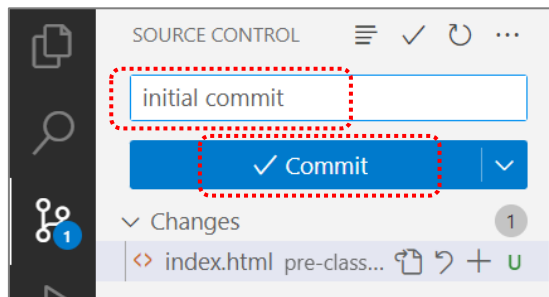 SOURCE CONTROL
initial commit
Commit
Changes 1
index.html pre-class... U
1